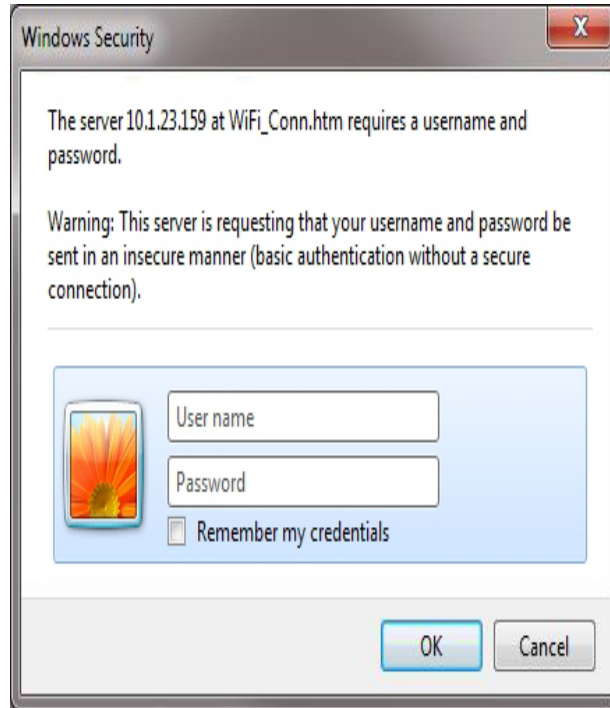 Windows Security
X
The server 10.1.23.159 at WiFi_Conn.htm requires a username and
password.
Warning: This server is requesting that your username and password be
sent in an insecure manner (basic authentication without a secure
connection).
User name
Password
Remember my credentials
OK
Cancel